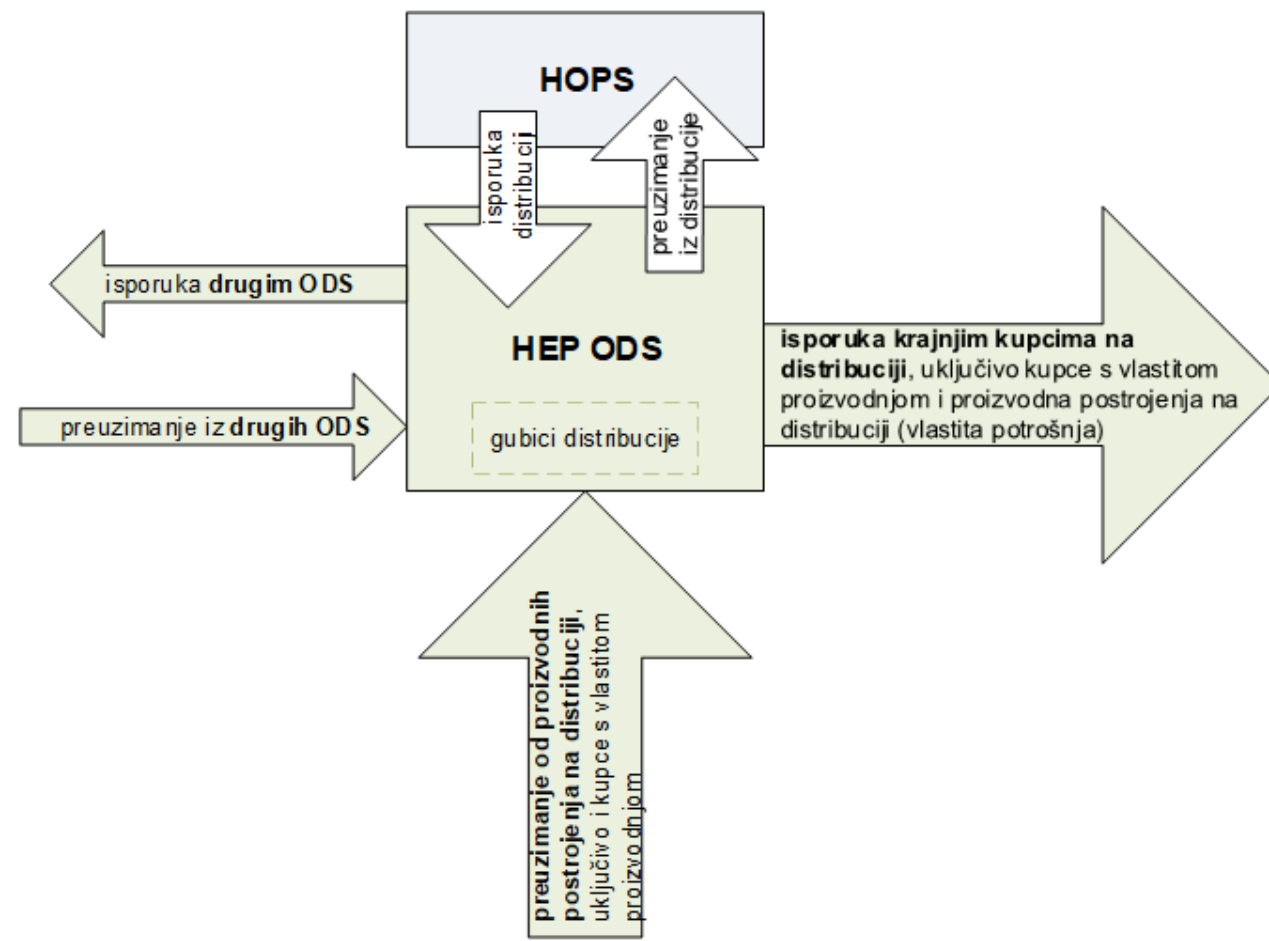 HOPS
isporuka
distribuciji
preuzimanje
iz distribucije
isporuka drugim ODS
HEP ODS
isporuka krajnjim kupcima na
distribuciji, uključivo kupce s vlastitom
proizvodnjom i proizvodna postrojenja na
distribuciji (vlastita potrošnja)
preuzimanje iz drugih ODS
gubici distribucije
preuzimanje od proizvodnih
postrojenja na distribuciji,
uključivo i kupce s vlastitom
proizvodnjom